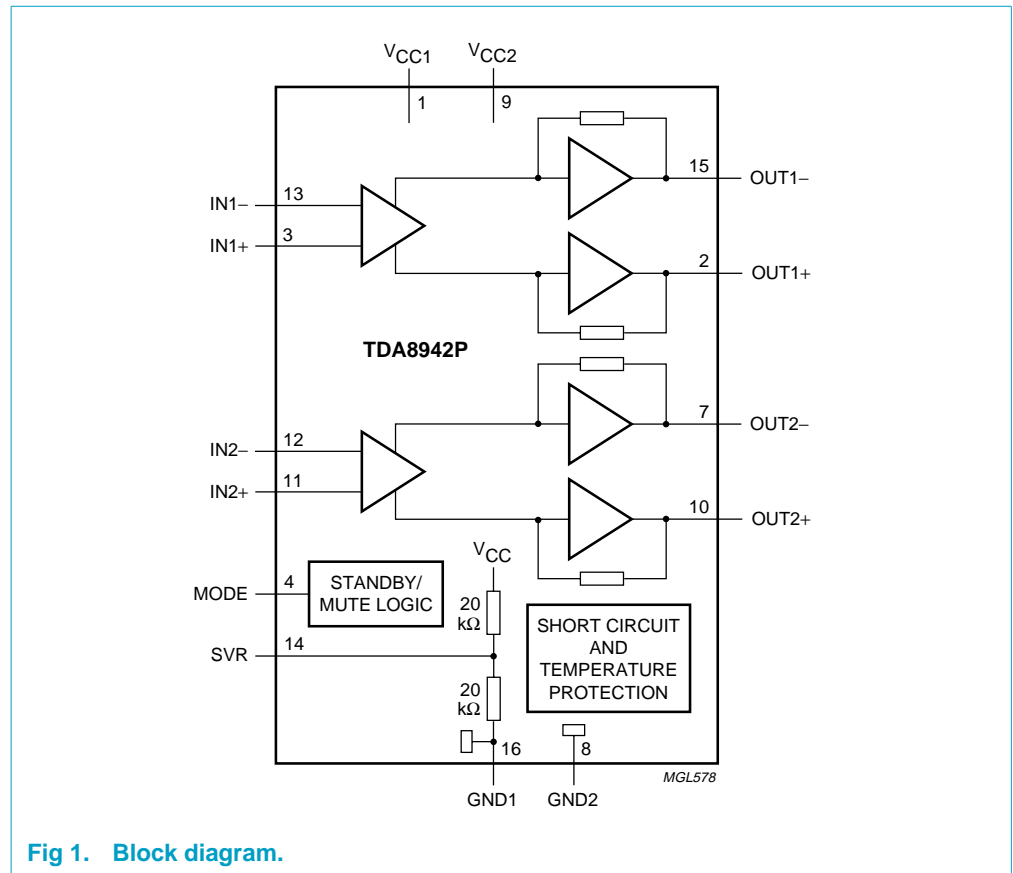 VCC1
VCC2
1
9
15
OUT1−
IN1−
13
IN1+
3
2
OUT1+
TDA8942P
7
OUT2−
IN2−
12
IN2+
11
10
OUT2+
VCC
MODE
4
STANDBY/
MUTE LOGIC
20
kΩ
SHORT CIRCUIT
AND
TEMPERATURE
PROTECTION
SVR
14
20
kΩ
16
8
MGL578
GND1
GND2
Fig 1. Block diagram.